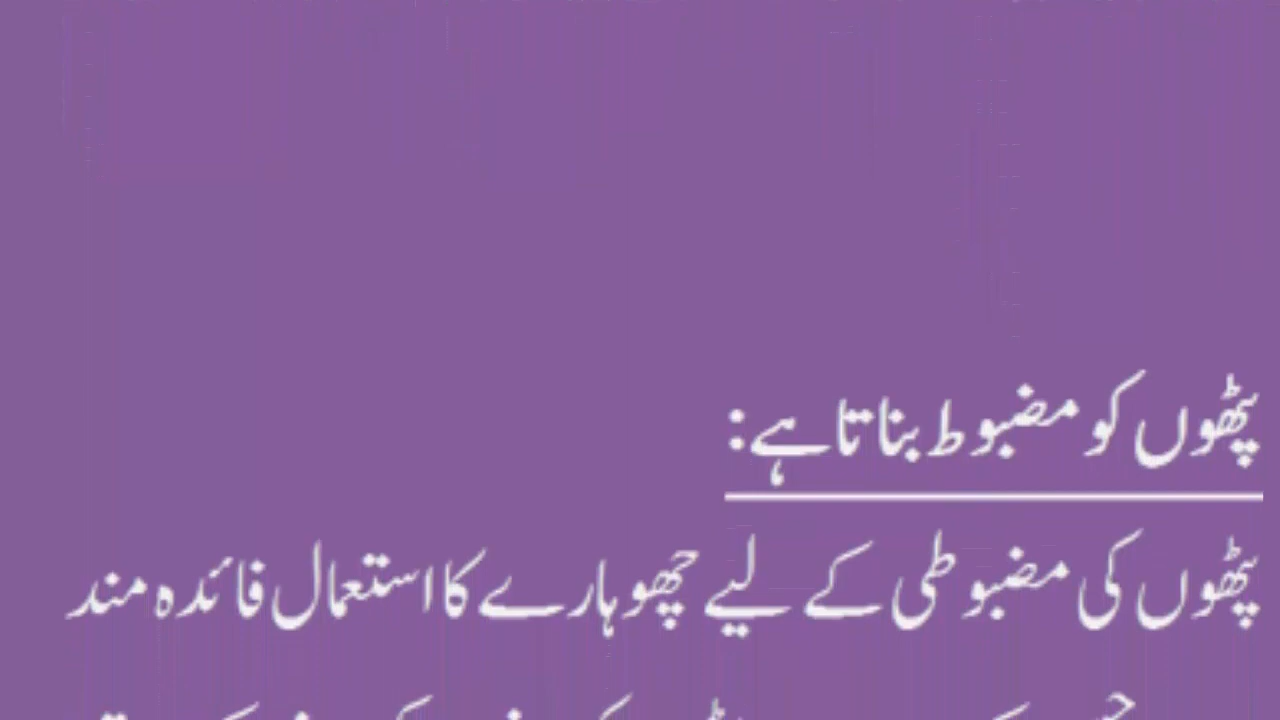 پٹھوں کو مضبوط بناتا ہے:
پٹھوں کی مضبوطی کے لیے چھوہارے کا استعمال فائدہ مند